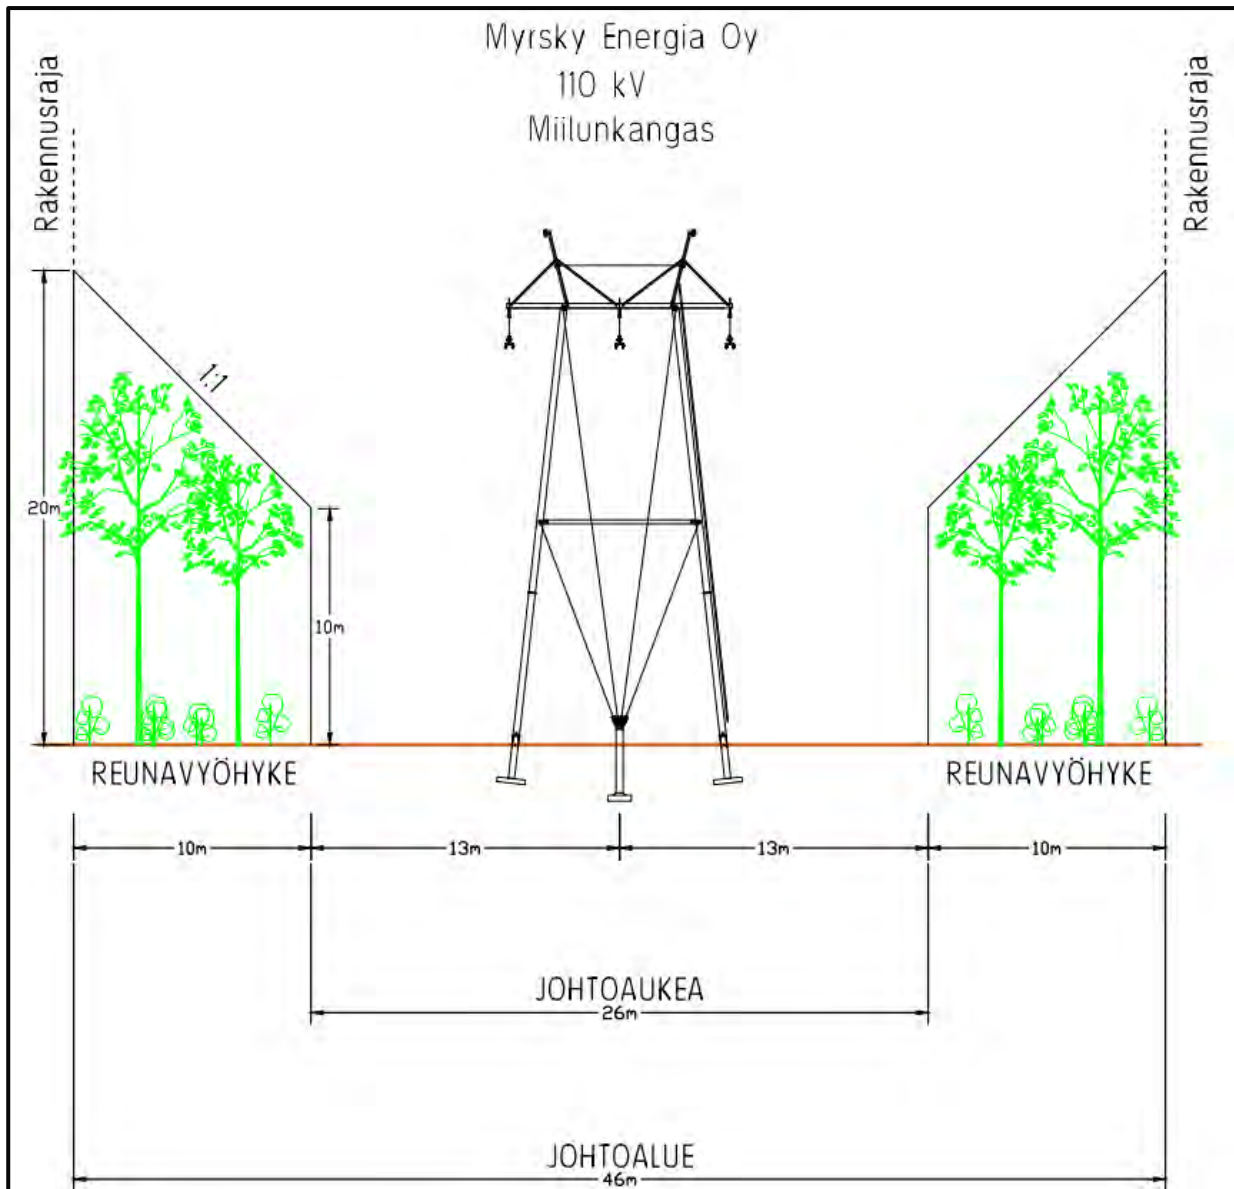 Myrsky Energia Oy
110 kV
Miilunkangas
Rakennusraja
Rakennusraja
1:1
20m
10m
REUNAVYÖHYKE
REUNAVYÖHYKE
10m
13m
13m
10m
JOHTOAUKEA
26m
JOHTOALUE
46m